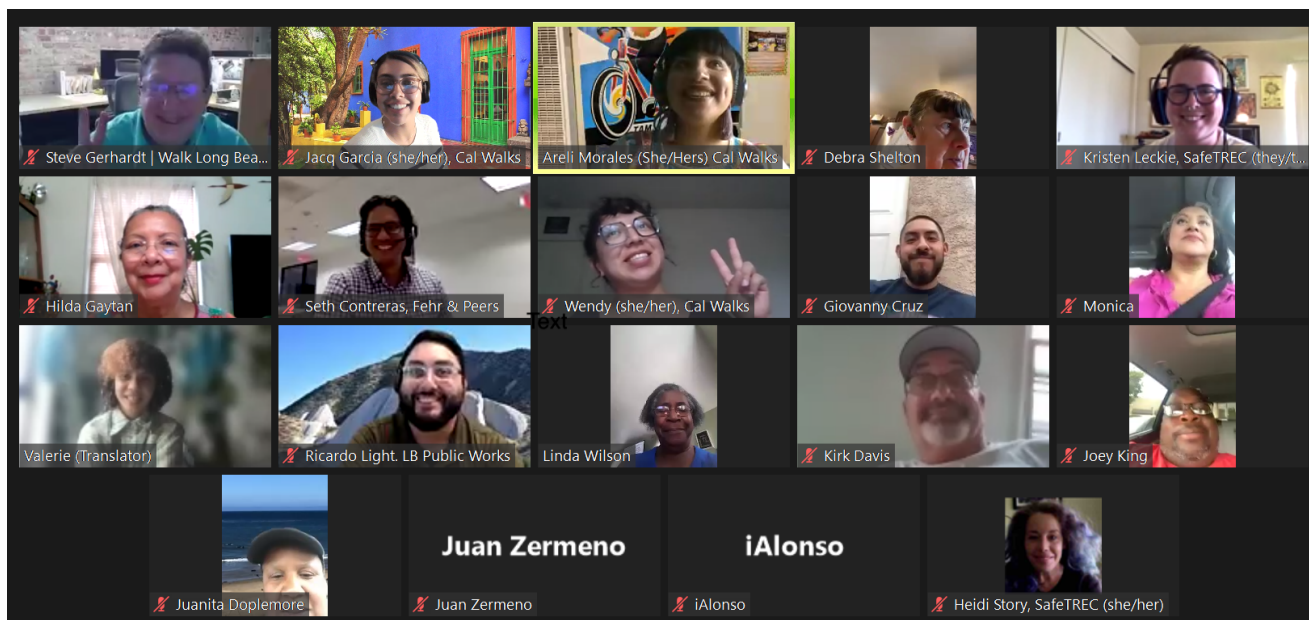 Steve Gerhardt | Walk Long Bea...
Jacq Garcia (she/her), Cal Walks
Areli Morales (She/Hers) Cal Walks
Debra Shelton
Kristen Leckie, SafeTREC (they/t...
Hilda Gaytan
Seth Contreras, Fehr & Peers
Wendy (she/her), Cal Walks
Giovanny Cruz
Monica
Text
Valerie (Translator)
Ricardo Light. LB Public Works
Linda Wilson
Kirk Davis
Joey King
Juanita Doplemore
Juan Zermeno
Juan Zermeno
iAlonso
iAlonso
Heidi Story, SafeTREC (she/her)